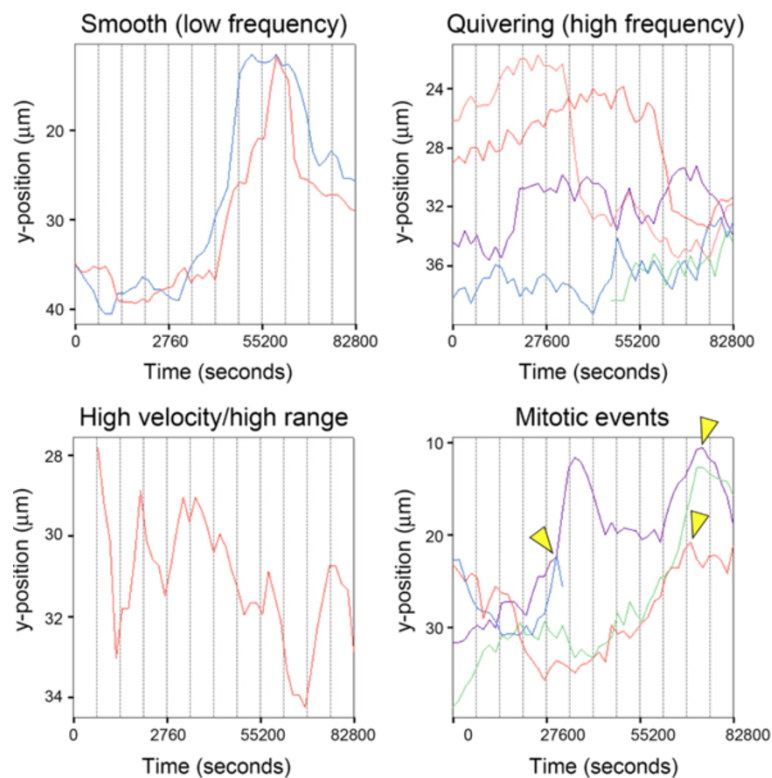 Smooth (low frequency)
20
30
40
y-position (µm)
0 2760 55200 82800
Time (seconds)
Quivering (high frequency)
24
28
32
36
y-position (µm)
0 27600 55200 82800
Time (seconds)
High velocity/high range
28
30
32
34
y-position (µm)
0 2760 55200 82800
Time (seconds)
Mitotic events
10
20
30
y-position (µm)
0 27600 55200 82800
Time (seconds)